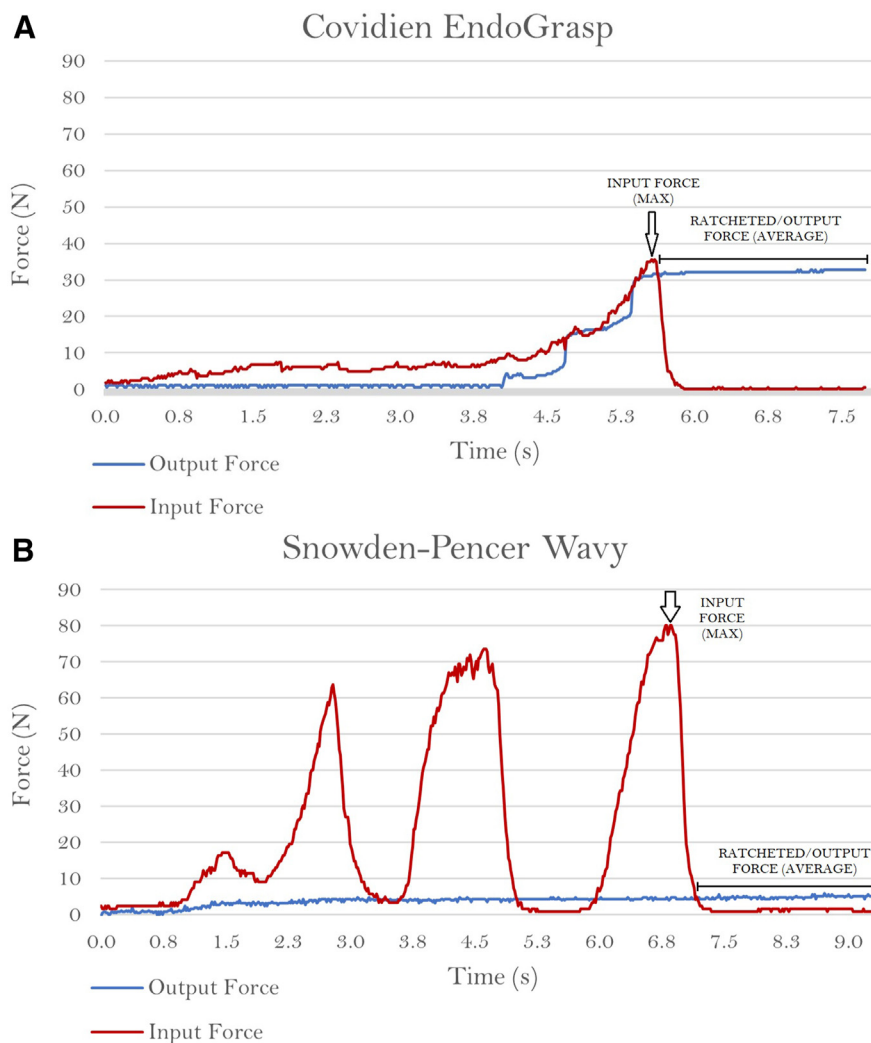 A
Covidien EndoGrasp
90
80
70
60
50
40
30
20
10
0
Force (N)
INPUT FORCE
(MAX)
RATCHETED/OUTPUT
FORCE (AVERAGE)
0.0 0.8 1.5 2.3 3.0 3.8 4.5 5.3 6.0 6.8 7.5
Time (s)
Output Force
Input Force
B
Snowden-Pencer Wavy
90
80
70
60
50
40
30
20
10
0
Force (N)
INPUT
FORCE
(MAX)
RATCHETED/OUTPUT
FORCE (AVERAGE)
0.0 0.8 1.5 2.3 3.0 3.8 4.5 5.3 6.0 6.8 7.5 8.3 9.0
Time (s)
Output Force
Input Force